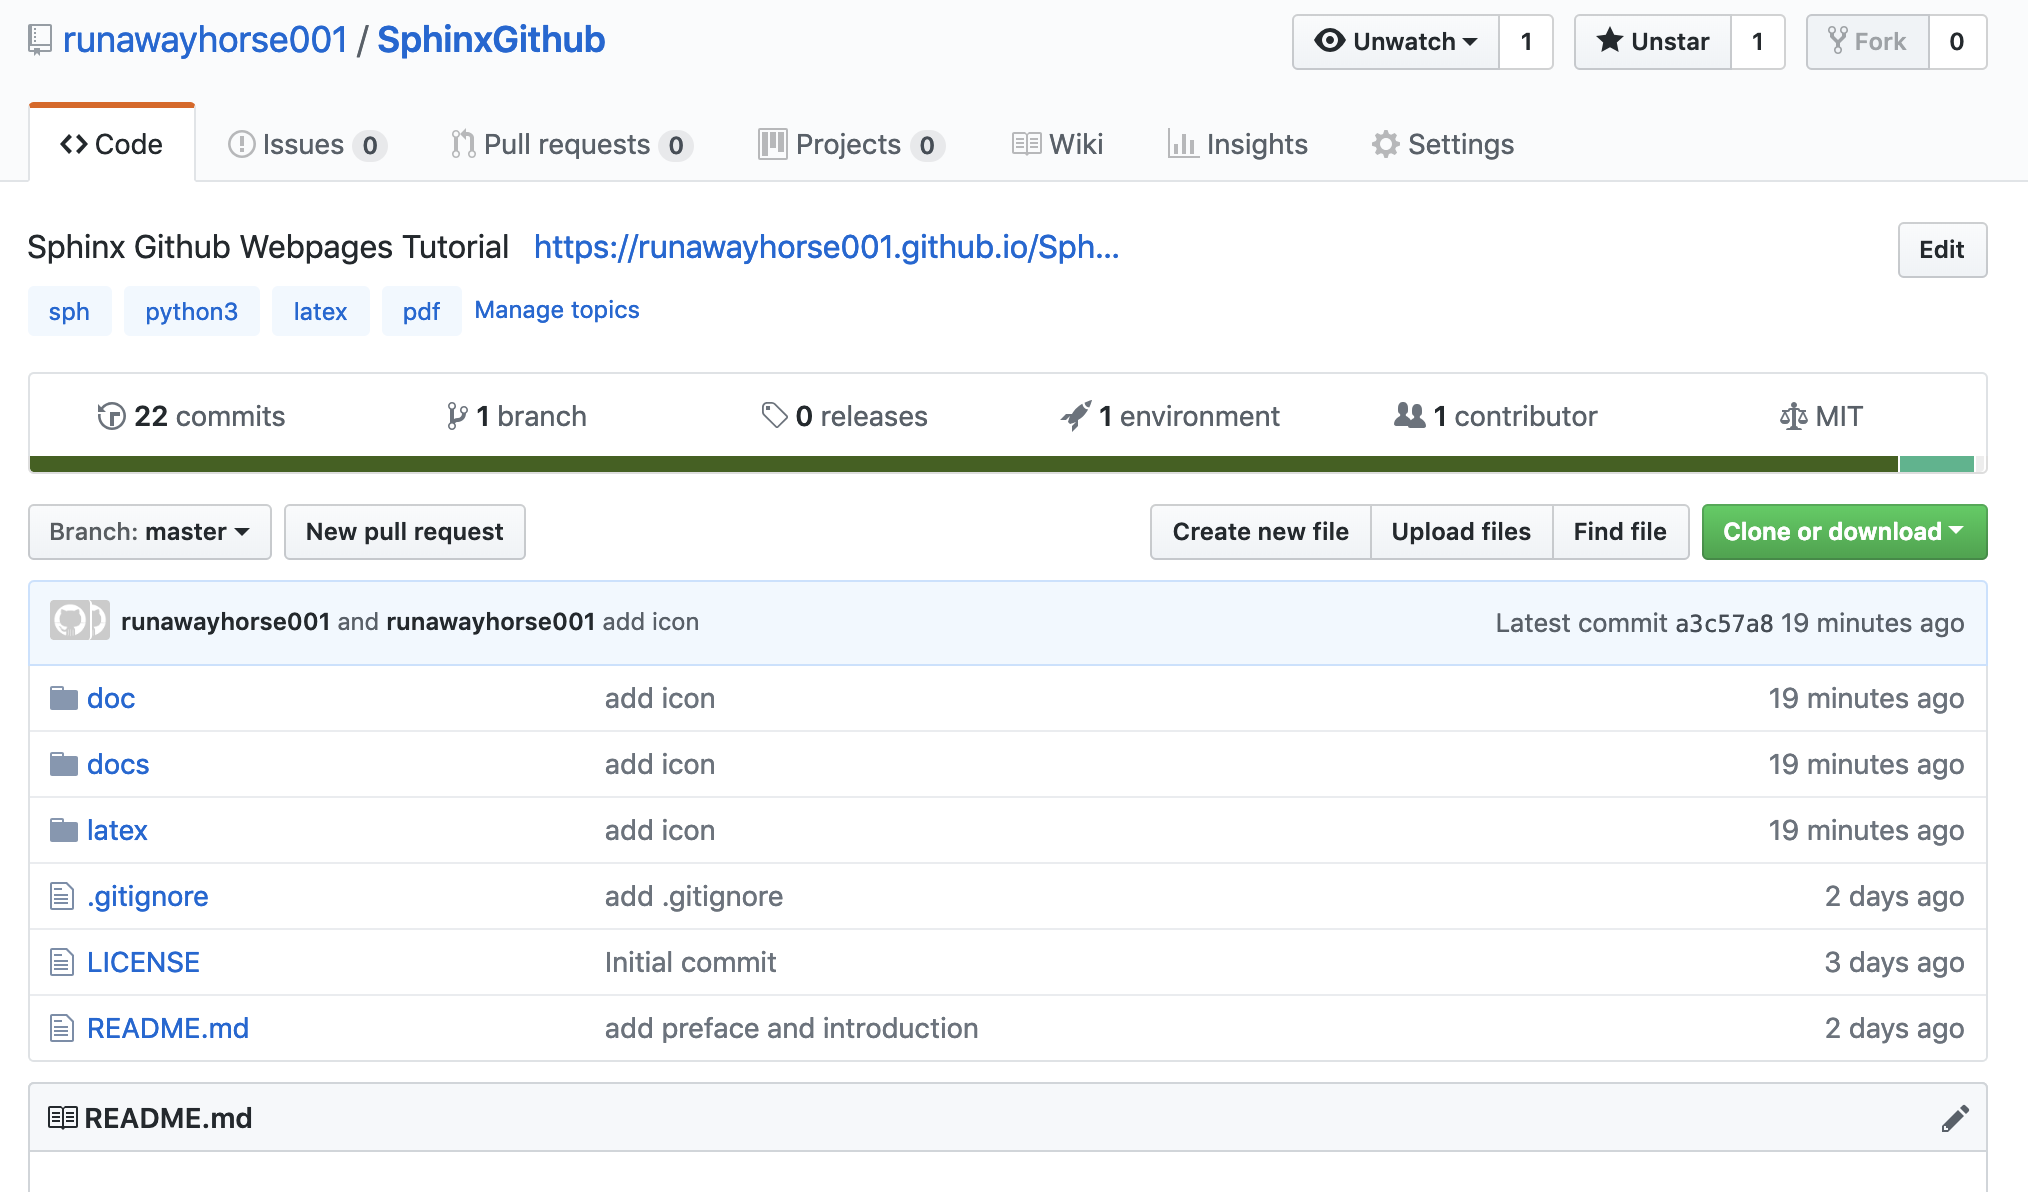 runawayhorse001 / SphinxGithub
Unwatch 1 Unstar 1 Fork 0
Code Issues 0 Pull requests 0 Projects 0 Wiki Insights Settings
Sphinx Github Webpages Tutorial https://runawayhorse001.github.io/Sph... Edit
sph python3 latex pdf Manage topics
22 commits 1 branch 0 releases 1 environment 1 contributor MIT
Branch: master New pull request Create new file Upload files Find file Clone or download
runawayhorse001 and runawayhorse001 add icon Latest commit a3c57a8 19 minutes ago
doc add icon 19 minutes ago
docs add icon 19 minutes ago
latex add icon 19 minutes ago
.gitignore add .gitignore 2 days ago
LICENSE Initial commit 3 days ago
README.md add preface and introduction 2 days ago
README.md